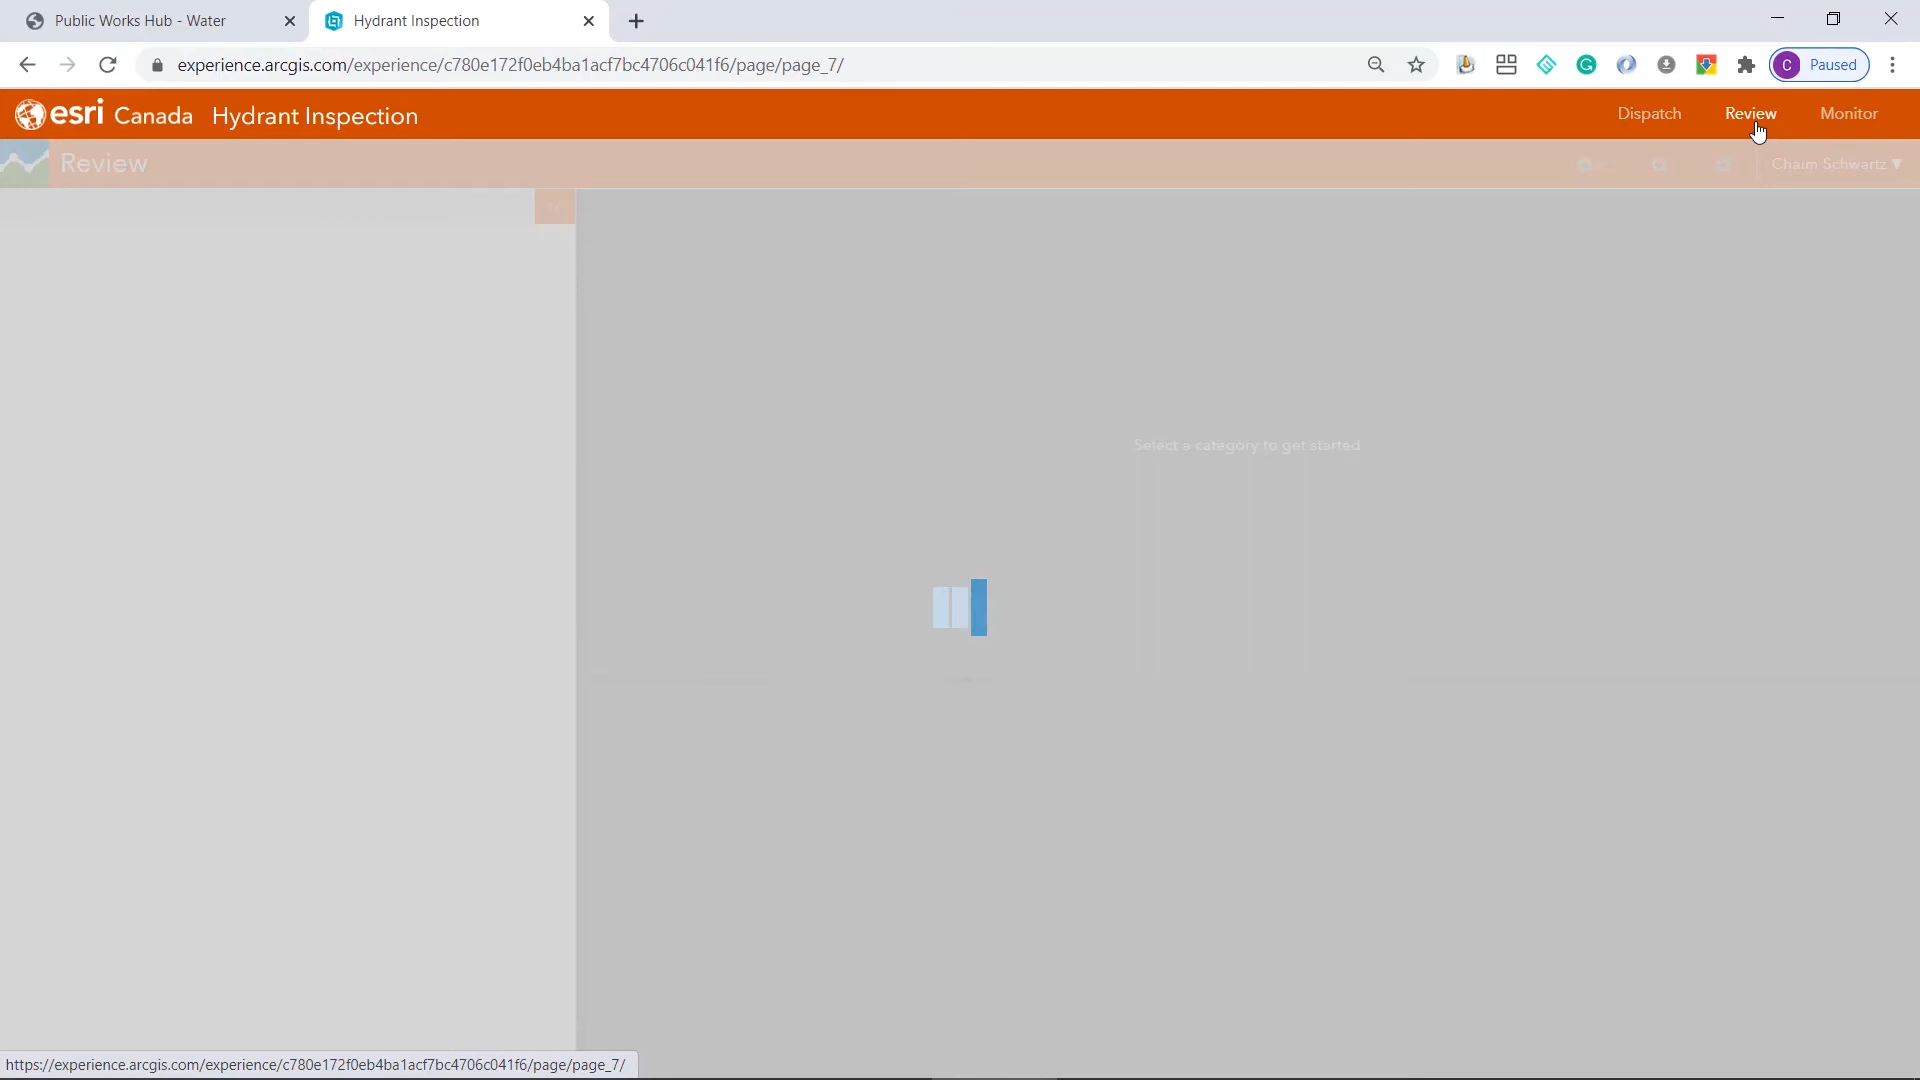 Public Works Hub - Water
Hydrant Inspection
experience.arcgis.com/experience/c780e172f0eb4ba1acf7bc4706c041f6/page/page_7/
C Paused
esri Canada Hydrant Inspection
Dispatch
Review
Monitor
Review
Chaim Schwartz
Select a category to get started
https://experience.arcgis.com/experience/c780e172f0eb4ba1acf7bc4706c041f6/page/page_7/